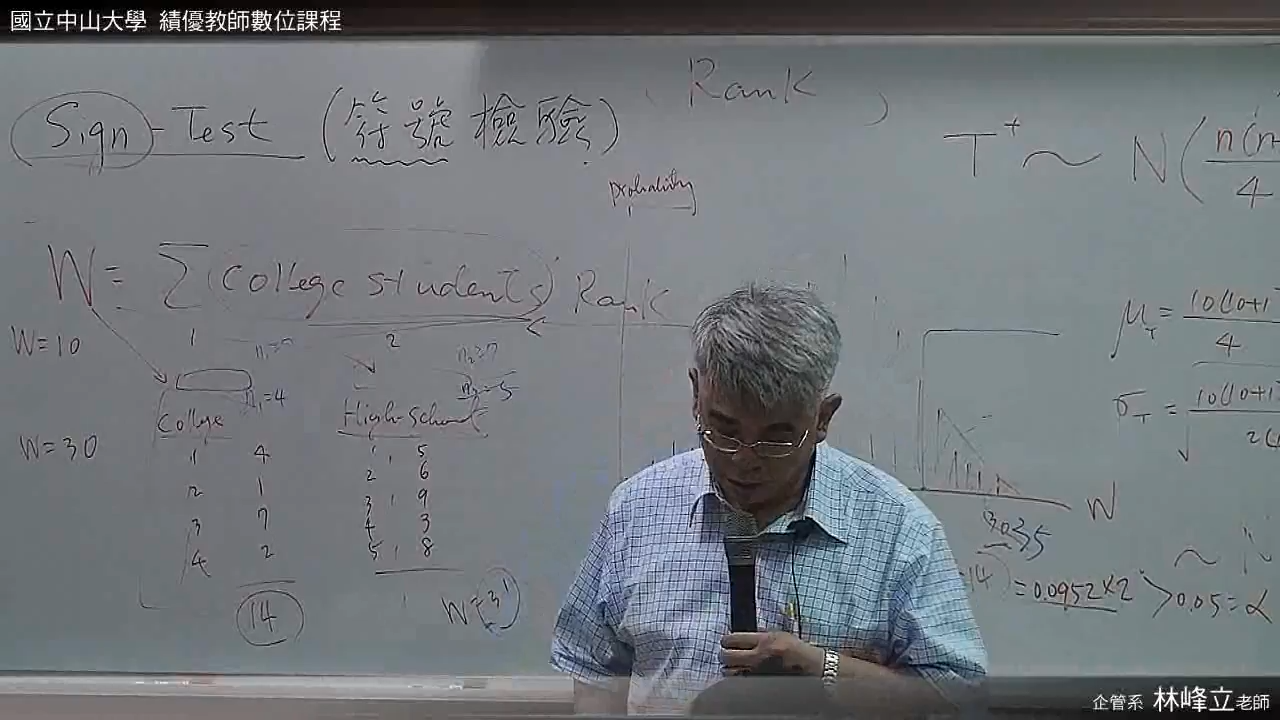 國立中山大學 績優教師數位課程
Sign-Test (符號檢驗) Rank
T⁺ ~ N(n(n
4
probability
W = Σ(College students) Rank
μ_T = 10(10+1
4
W=10 1 2
n₂=7
n₁=4 n₂=5
σ_T = 10(10+1)
College High-School
W=30
1 4 1, 5
2 1 2 6
3 7 3, 9
4 2 4 3
5, 8
W
30 35
14 W=31
14) = 0.0952×2 > 0.05=α
企管系 林峰立老師